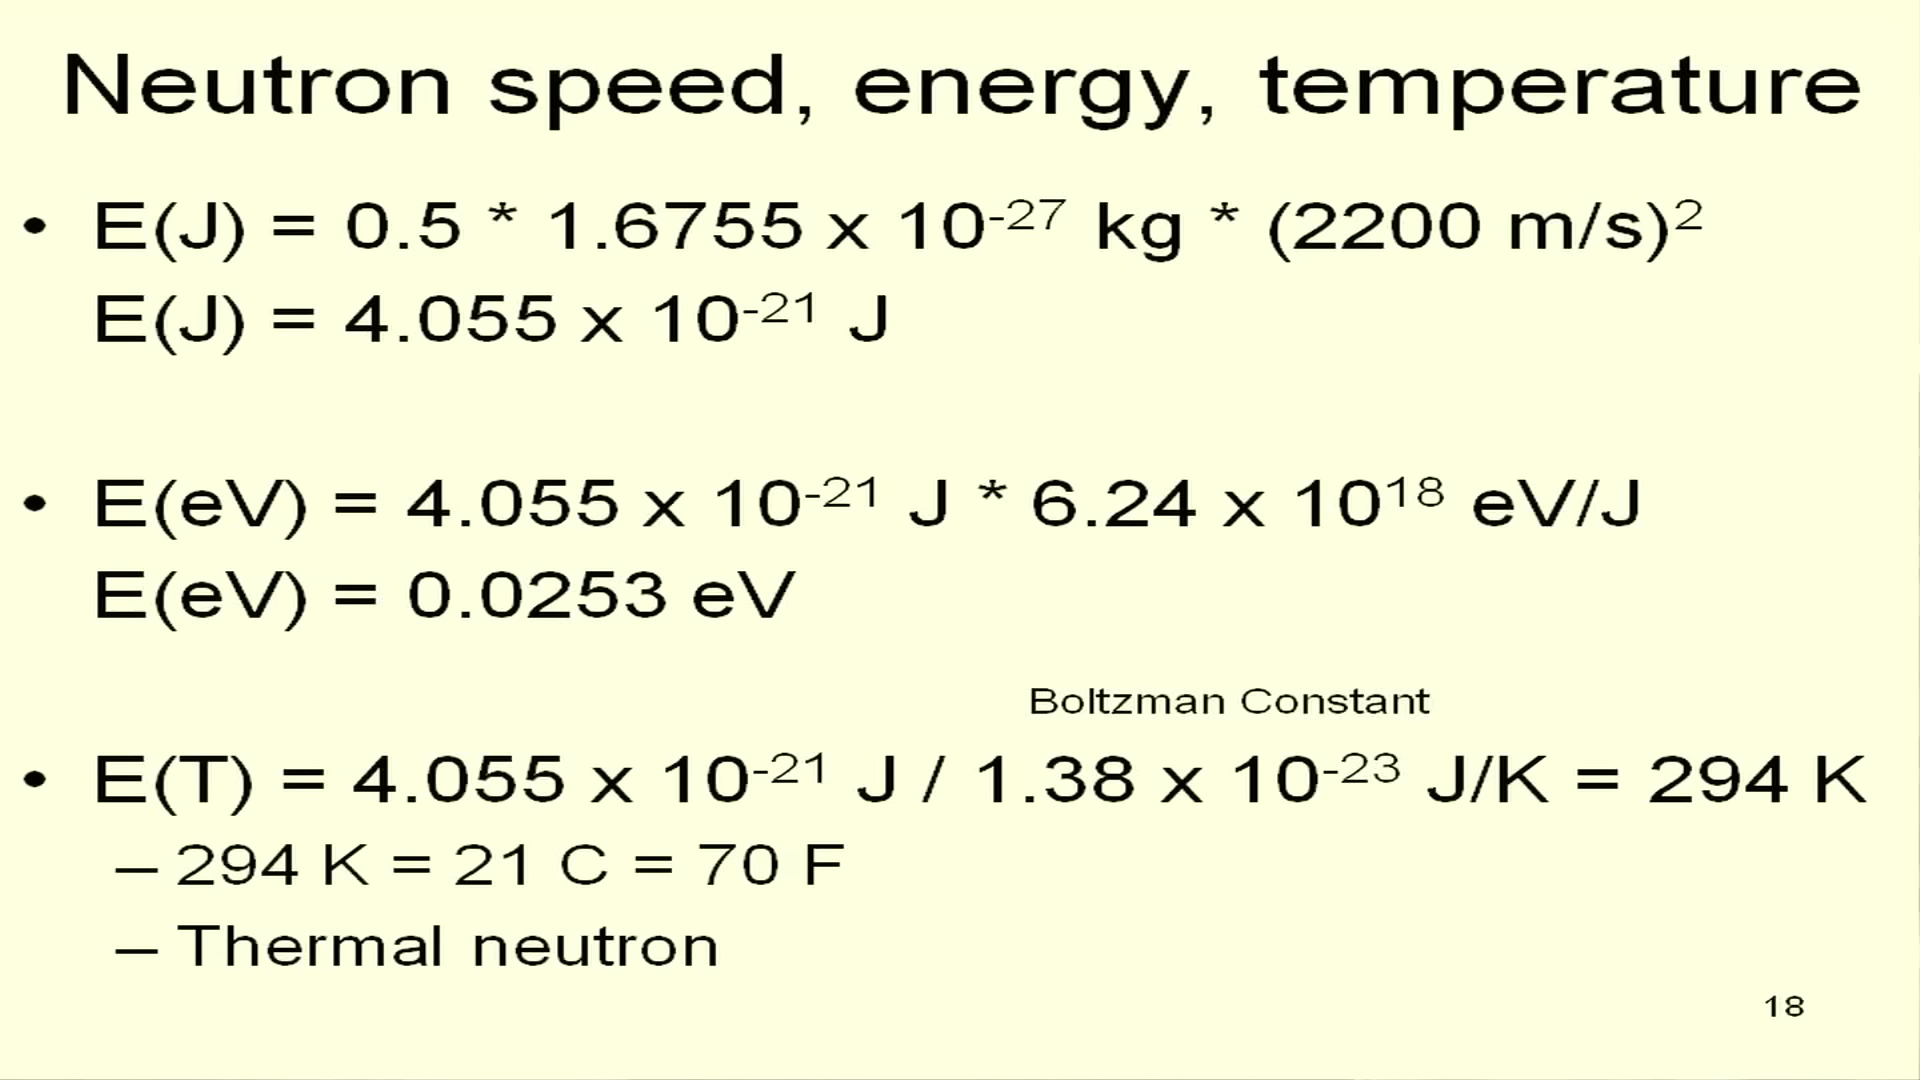 Neutron speed, energy, temperature
• E(J) = 0.5 * 1.6755 x 10⁻²⁷ kg * (2200 m/s)²
E(J) = 4.055 x 10⁻²¹ J
• E(eV) = 4.055 x 10⁻²¹ J * 6.24 x 10¹⁸ eV/J
E(eV) = 0.0253 eV
Boltzman Constant
• E(T) = 4.055 x 10⁻²¹ J / 1.38 x 10⁻²³ J/K = 294 K
– 294 K = 21 C = 70 F
– Thermal neutron
18